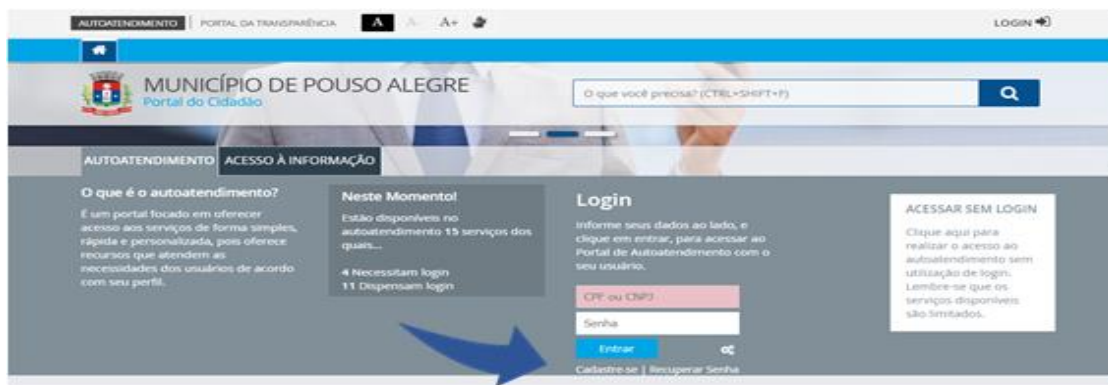 AUTOATENDIMENTO | PORTAL DA TRANSPARÊNCIA A A- A+ LOGIN
MUNICÍPIO DE POUSO ALEGRE
Portal do Cidadão
O que você precisa? (CTRL+SHIFT+F)
AUTOATENDIMENTO ACESSO À INFORMAÇÃO
O que é o autoatendimento?
É um portal focado em oferecer
acesso aos serviços de forma simples,
rápida e personalizada, pois oferece
recursos que atendem as
necessidades dos usuários de acordo
com seu perfil.
Neste Momento!
Estão disponíveis no
autoatendimento 15 serviços dos
quais...
4 Necessitam login
11 Dispensam login
Login
Informe seus dados ao lado, e
clique em entrar, para acessar ao
Portal de Autoatendimento com o
seu usuário.
CPF ou CNPJ
Senha
Entrar
Cadastre-se | Recuperar Senha
ACESSAR SEM LOGIN
Clique aqui para
realizar o acesso ao
autoatendimento sem
utilização de login.
Lembre-se que os
serviços disponíveis
são limitados.